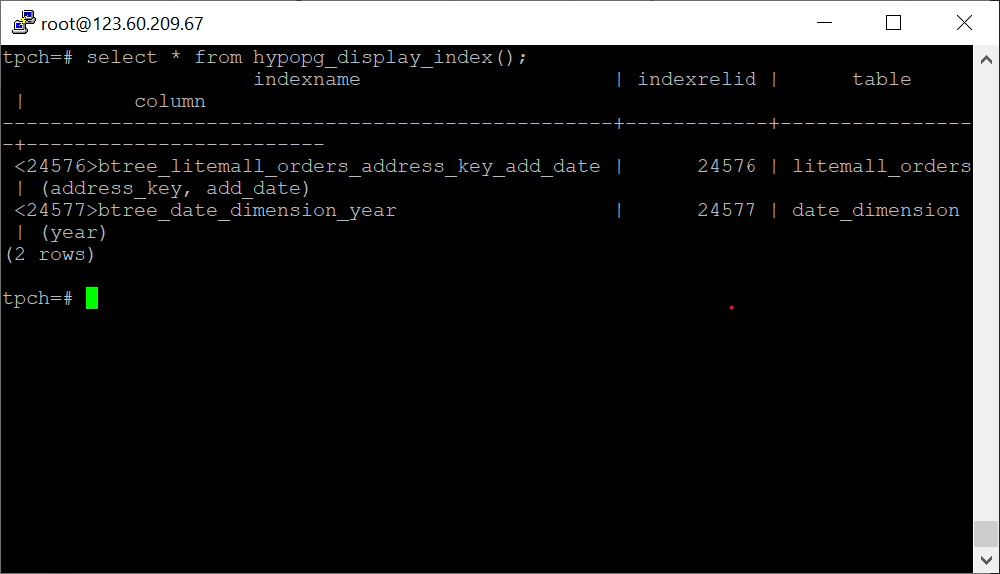 root@123.60.209.67
tpch=# select * from hypopg_display_index();
                     indexname                     | indexrelid |      table
 |         column
---------------------------------------------------+------------+----------------
-+-------------------------
 <24576>btree_litemall_orders_address_key_add_date |      24576 | litemall_orders
 | (address_key, add_date)
 <24577>btree_date_dimension_year                  |      24577 | date_dimension
 | (year)
(2 rows)
tpch=#